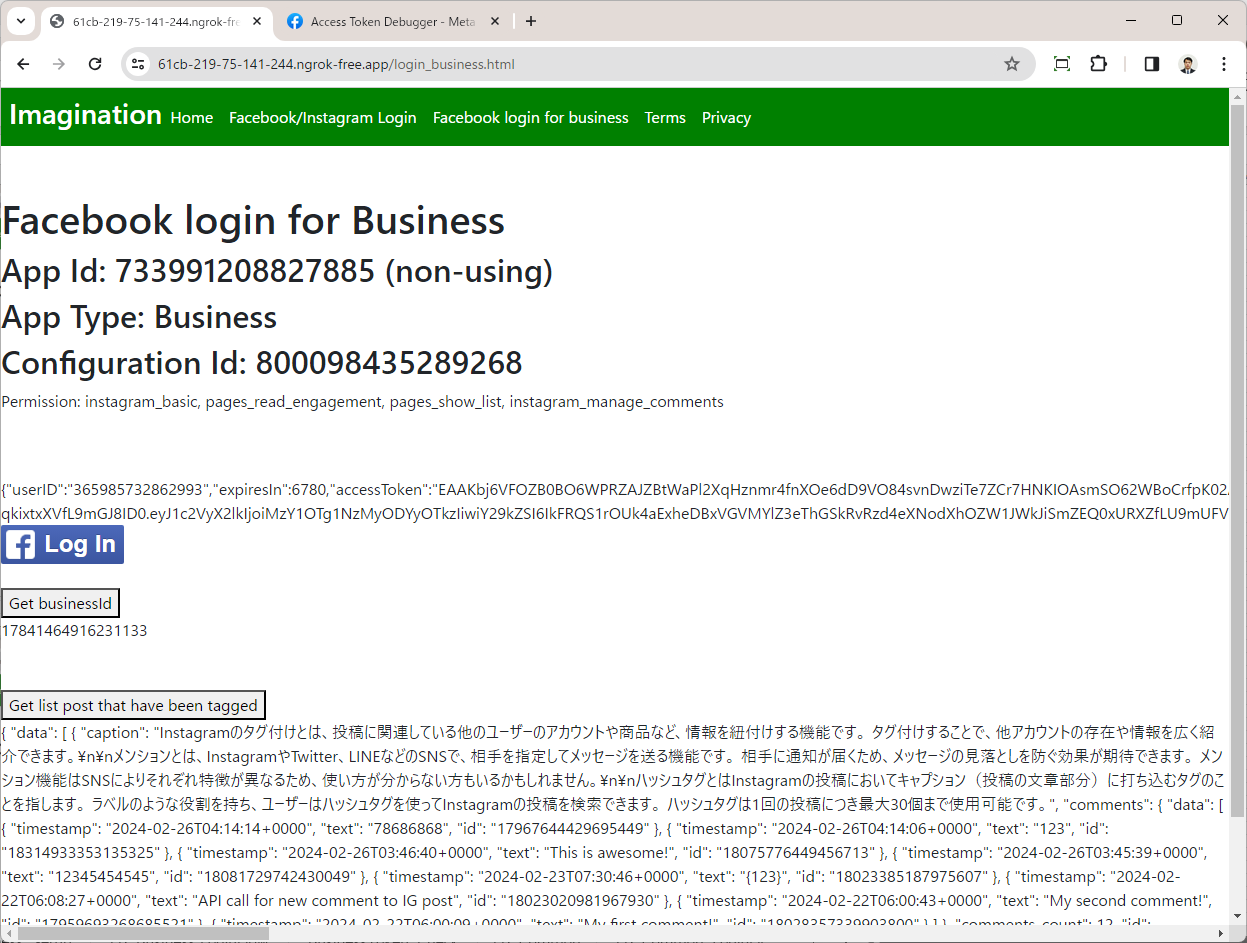 61cb-219-75-141-244.ngrok-fre
Access Token Debugger - Meta
61cb-219-75-141-244.ngrok-free.app/login_business.html
Imagination Home Facebook/Instagram Login Facebook login for business Terms Privacy
Facebook login for Business
App Id: 733991208827885 (non-using)
App Type: Business
Configuration Id: 800098435289268
Permission: instagram_basic, pages_read_engagement, pages_show_list, instagram_manage_comments
{"userID":"365985732862993","expiresIn":6780,"accessToken":"EAAKbj6VFOZB0BO6WPRZAJZBtWaPl2XqHznmr4fnXOe6dD9VO84svnDwziTe7ZCr7HNKIOAsmSO62WBoCrfpK02
qkixtxXVfL9mGJ8ID0.eyJ1c2VyX2lkIjoiMzY1OTg1NzMyODYyOTkzIiwiY29kZSI6IkFRQS1rOUk4aExheDBxVGVMYlZ3eThGSkRvRzd4eXNodXhOZW1JWkJiSmZEQ0xURXZfLU9mUFV
Log In
Get businessId
17841464916231133
Get list post that have been tagged
{ "data": [ { "caption": "Instagramのタグ付けとは、投稿に関連している他のユーザーのアカウントや商品など、情報を紐付けする機能です。 タグ付けすることで、他アカウントの存在や情報を広く紹
介できます。¥n¥nメンションとは、InstagramやTwitter、LINEなどのSNSで、相手を指定してメッセージを送る機能です。 相手に通知が届くため、メッセージの見落としを防ぐ効果が期待できます。 メン
ション機能はSNSによりそれぞれ特徴が異なるため、使い方が分からない方もいるかもしれません。¥n¥nハッシュタグとはInstagramの投稿においてキャプション（投稿の文章部分）に打ち込むタグのこ
とを指します。 ラベルのような役割を持ち、ユーザーはハッシュタグを使ってInstagramの投稿を検索できます。 ハッシュタグは1回の投稿につき最大30個まで使用可能です。", "comments": { "data": [
{ "timestamp": "2024-02-26T04:14:14+0000", "text": "78686868", "id": "17967644429695449" }, { "timestamp": "2024-02-26T04:14:06+0000", "text": "123", "id":
"18314933353135325" }, { "timestamp": "2024-02-26T03:46:40+0000", "text": "This is awesome!", "id": "18075776449456713" }, { "timestamp": "2024-02-26T03:45:39+0000",
"text": "12345454545", "id": "18081729742430049" }, { "timestamp": "2024-02-23T07:30:46+0000", "text": "{123}", "id": "18023385187975607" }, { "timestamp": "2024-02-
22T06:08:27+0000", "text": "API call for new comment to IG post", "id": "18023020981967930" }, { "timestamp": "2024-02-22T06:00:43+0000", "text": "My second comment!",
"id": "17959693268685521" }, { "timestamp": "2024-02-22T06:00:09+0000", "text": "My first comment!", "id": "18028357339903800" } ] }, "comments_count": 12, "id":